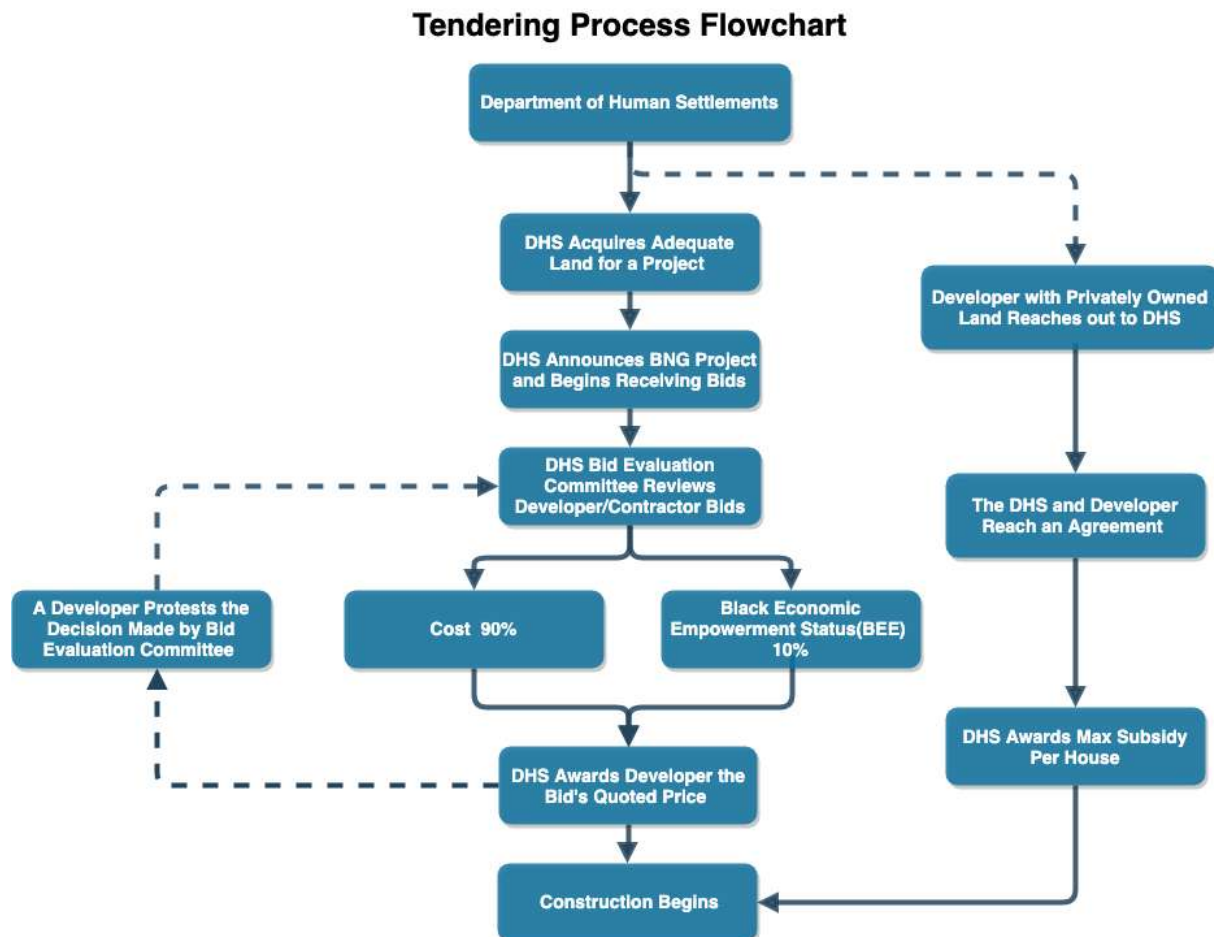 Tendering Process Flowchart
Department of Human Settlements
DHS Acquires Adequate
Land for a Project
Developer with Privately Owned
Land Reaches out to DHS
DHS Announces BNG Project
and Begins Receiving Bids
DHS Bid Evaluation
Committee Reviews
Developer/Contractor Bids
The DHS and Developer
Reach an Agreement
A Developer Protests the
Decision Made by Bid
Evaluation Committee
Cost 90%
Black Economic
Empowerment Status(BEE)
10%
DHS Awards Max Subsidy
Per House
DHS Awards Developer the
Bid's Quoted Price
Construction Begins